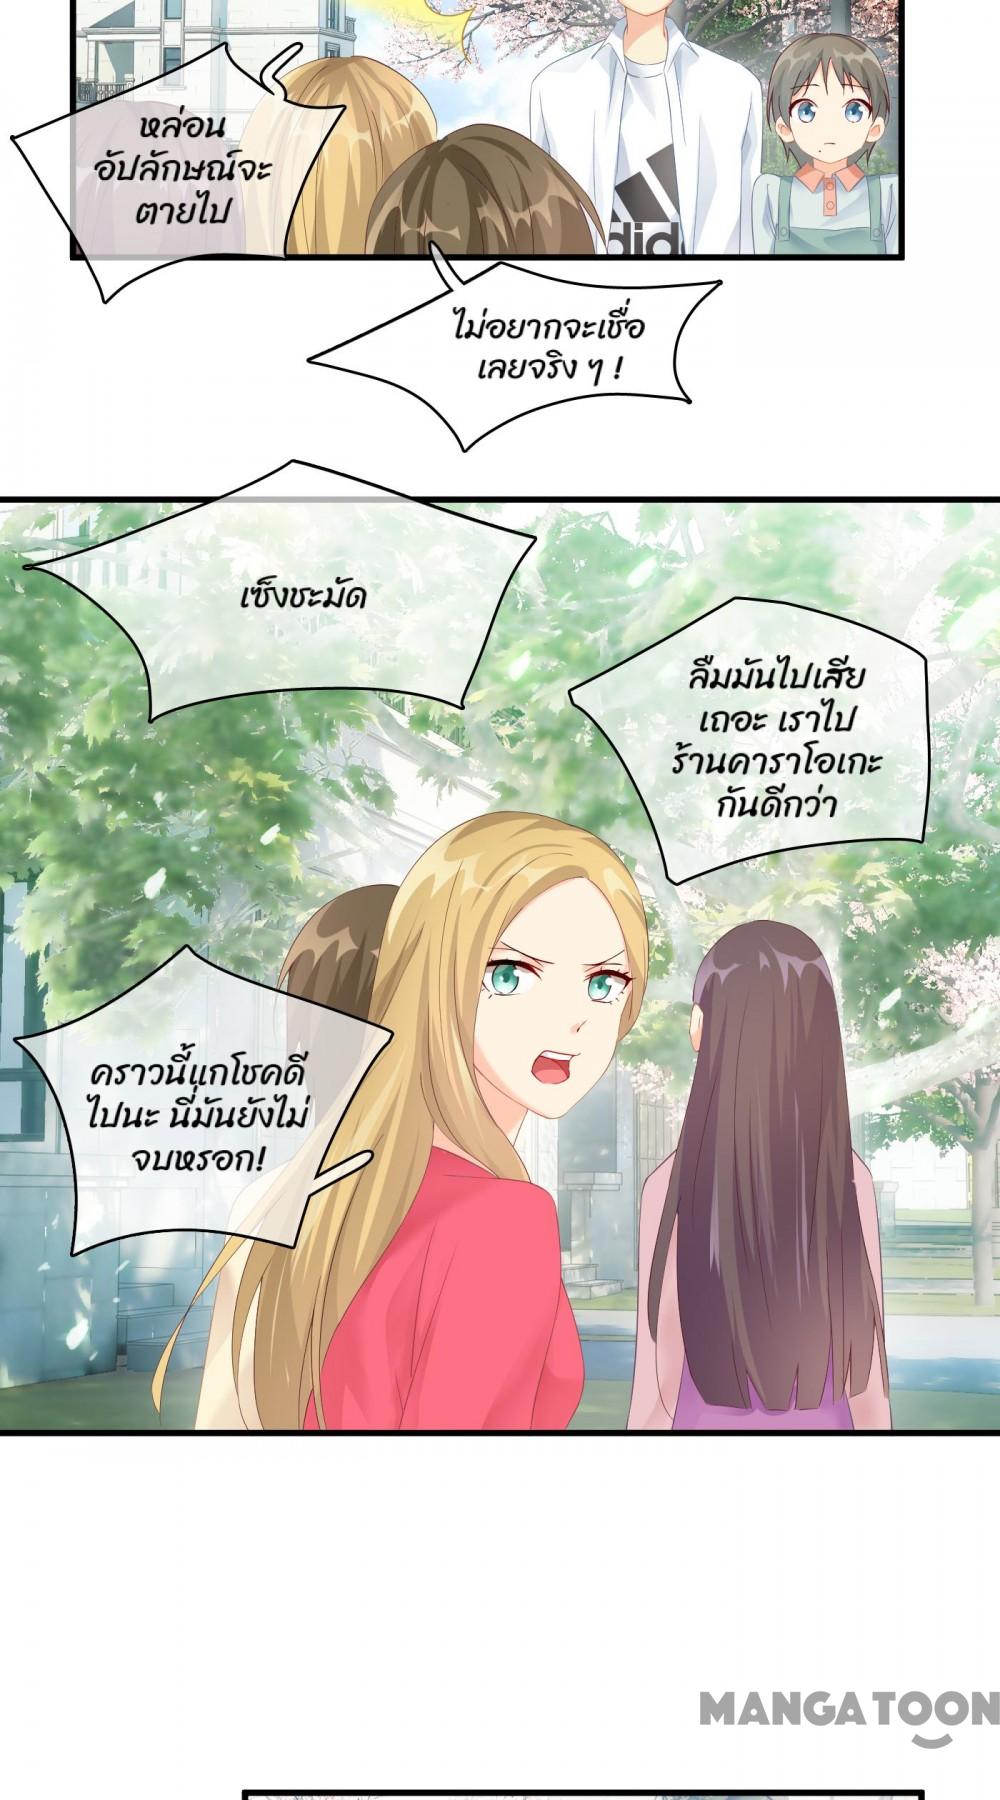 หล่อน
อัปลักษณ์จะ
ตายไป
adidas
ไม่อยากจะเชื่อ
เลยจริง ๆ !
เซ็งชะมัด
ลืมมันไปเสีย
เถอะ เราไป
ร้านคาราโอเกะ
กันดีกว่า
คราวนี้แกโชคดี
ไปนะ นี่มันยังไม่
จบหรอก!
MANGATOON